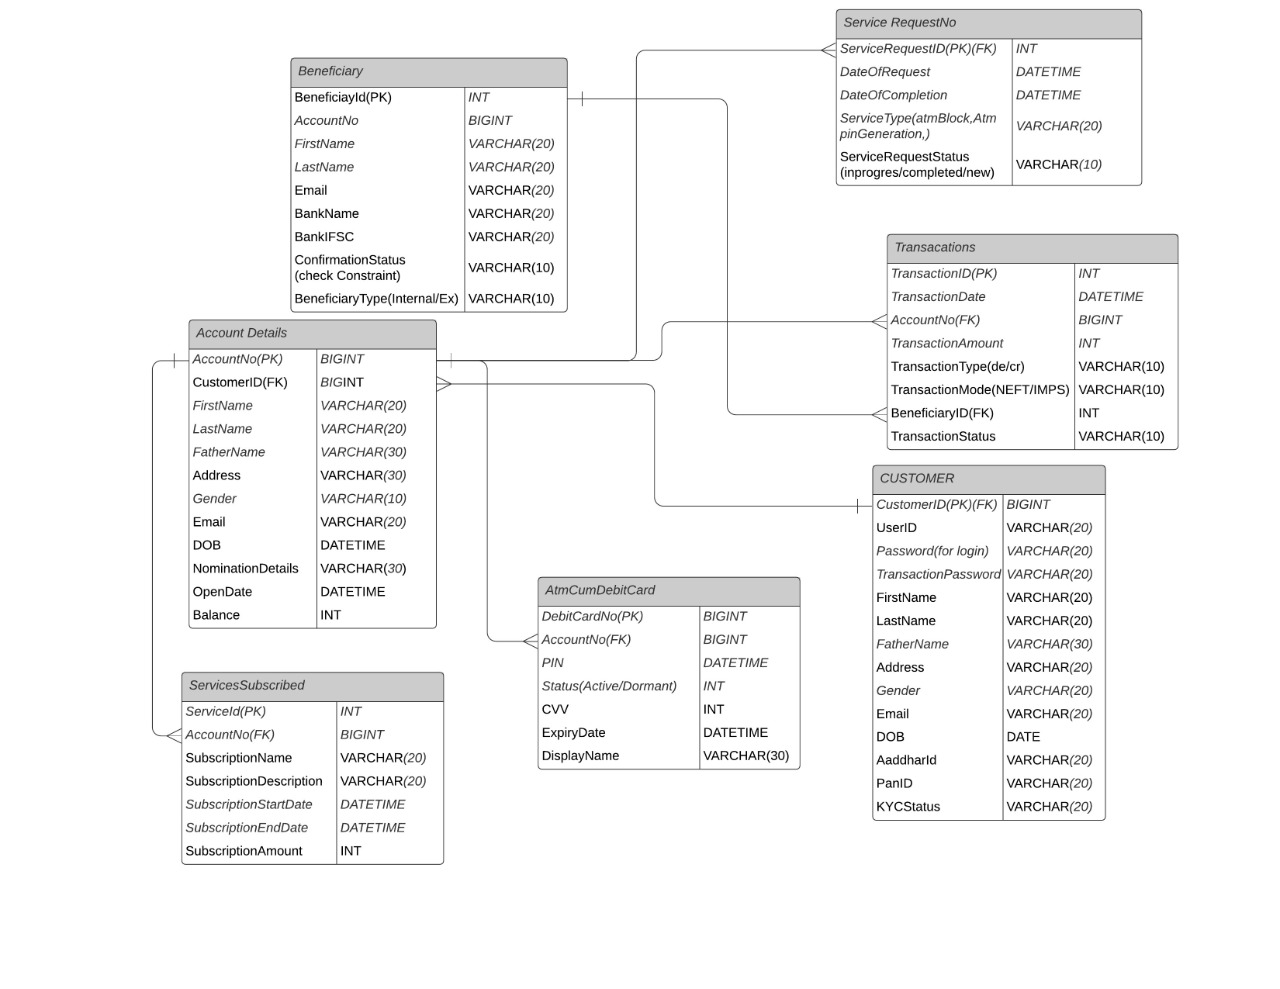 Service RequestNo
ServiceRequestID(PK)(FK) INT
DateOfRequest DATETIME
DateOfCompletion DATETIME
ServiceType(atmBlock,Atm
pinGeneration,) VARCHAR(20)
ServiceRequestStatus
(inprogres/completed/new) VARCHAR(10)
Beneficiary
BeneficiayId(PK) INT
AccountNo BIGINT
FirstName VARCHAR(20)
LastName VARCHAR(20)
Email VARCHAR(20)
BankName VARCHAR(20)
BankIFSC VARCHAR(20)
ConfirmationStatus
(check Constraint) VARCHAR(10)
BeneficiaryType(Internal/Ex) VARCHAR(10)
Transacations
TransactionID(PK) INT
TransactionDate DATETIME
AccountNo(FK) BIGINT
TransactionAmount INT
TransactionType(de/cr) VARCHAR(10)
TransactionMode(NEFT/IMPS) VARCHAR(10)
BeneficiaryID(FK) INT
TransactionStatus VARCHAR(10)
Account Details
AccountNo(PK) BIGINT
CustomerID(FK) BIGINT
FirstName VARCHAR(20)
LastName VARCHAR(20)
FatherName VARCHAR(30)
Address VARCHAR(30)
Gender VARCHAR(10)
Email VARCHAR(20)
DOB DATETIME
NominationDetails VARCHAR(30)
OpenDate DATETIME
Balance INT
CUSTOMER
CustomerID(PK)(FK) BIGINT
UserID VARCHAR(20)
Password(for login) VARCHAR(20)
TransactionPassword VARCHAR(20)
FirstName VARCHAR(20)
LastName VARCHAR(20)
FatherName VARCHAR(30)
Address VARCHAR(20)
Gender VARCHAR(20)
Email VARCHAR(20)
DOB DATE
AaddharId VARCHAR(20)
PanID VARCHAR(20)
KYCStatus VARCHAR(20)
AtmCumDebitCard
DebitCardNo(PK) BIGINT
AccountNo(FK) BIGINT
PIN DATETIME
Status(Active/Dormant) INT
CVV INT
ExpiryDate DATETIME
DisplayName VARCHAR(30)
ServicesSubscribed
ServiceId(PK) INT
AccountNo(FK) BIGINT
SubscriptionName VARCHAR(20)
SubscriptionDescription VARCHAR(20)
SubscriptionStartDate DATETIME
SubscriptionEndDate DATETIME
SubscriptionAmount INT